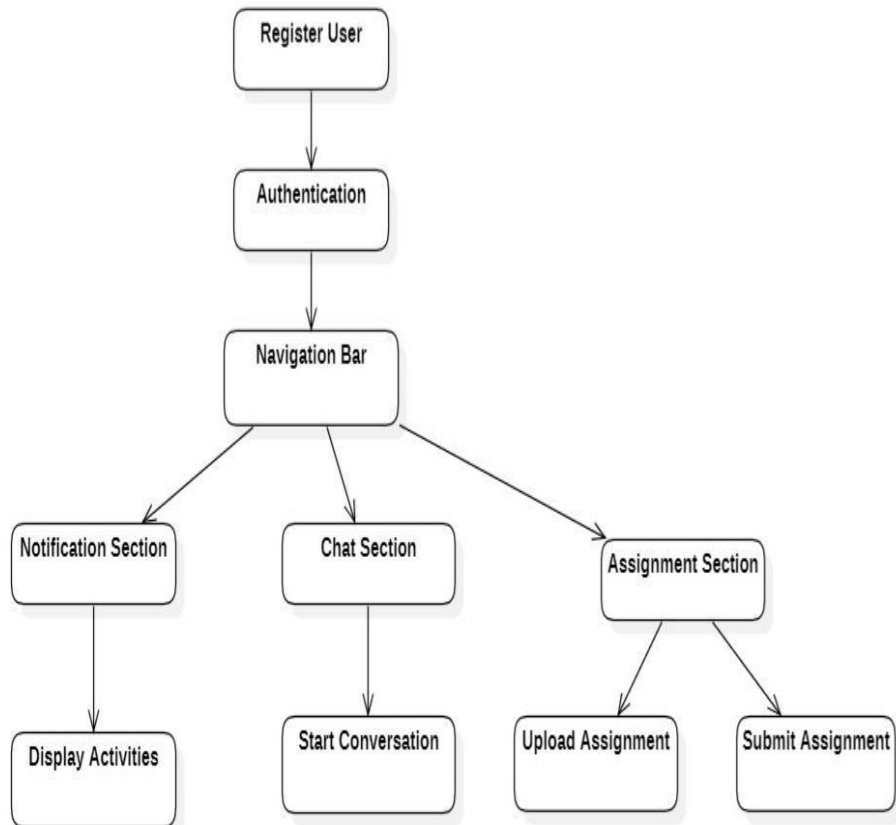 Register User
Authentication
Navigation Bar
Notification Section
Chat Section
Assignment Section
Display Activities
Start Conversation
Upload Assignment
Submit Assignment